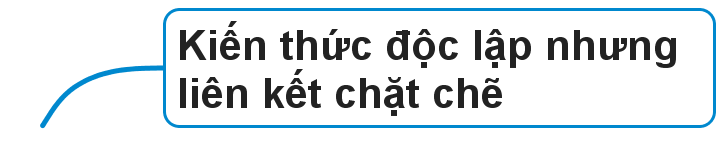 Kiến thức độc lập nhưng
liên kết chặt chẽ